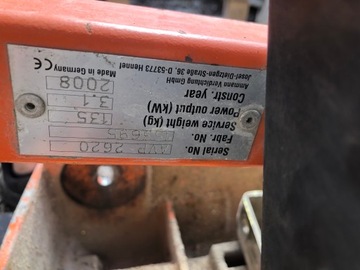 Serial No. AVP 2620
Fabr. No.
Service weight (kg) 135
Power output (kW) 3.1
Constr. year 2008
Ammann Verdichtung GmbH
Josef-Dietzgen-Straße 36, D-53773 Hennef
Made in Germany CE